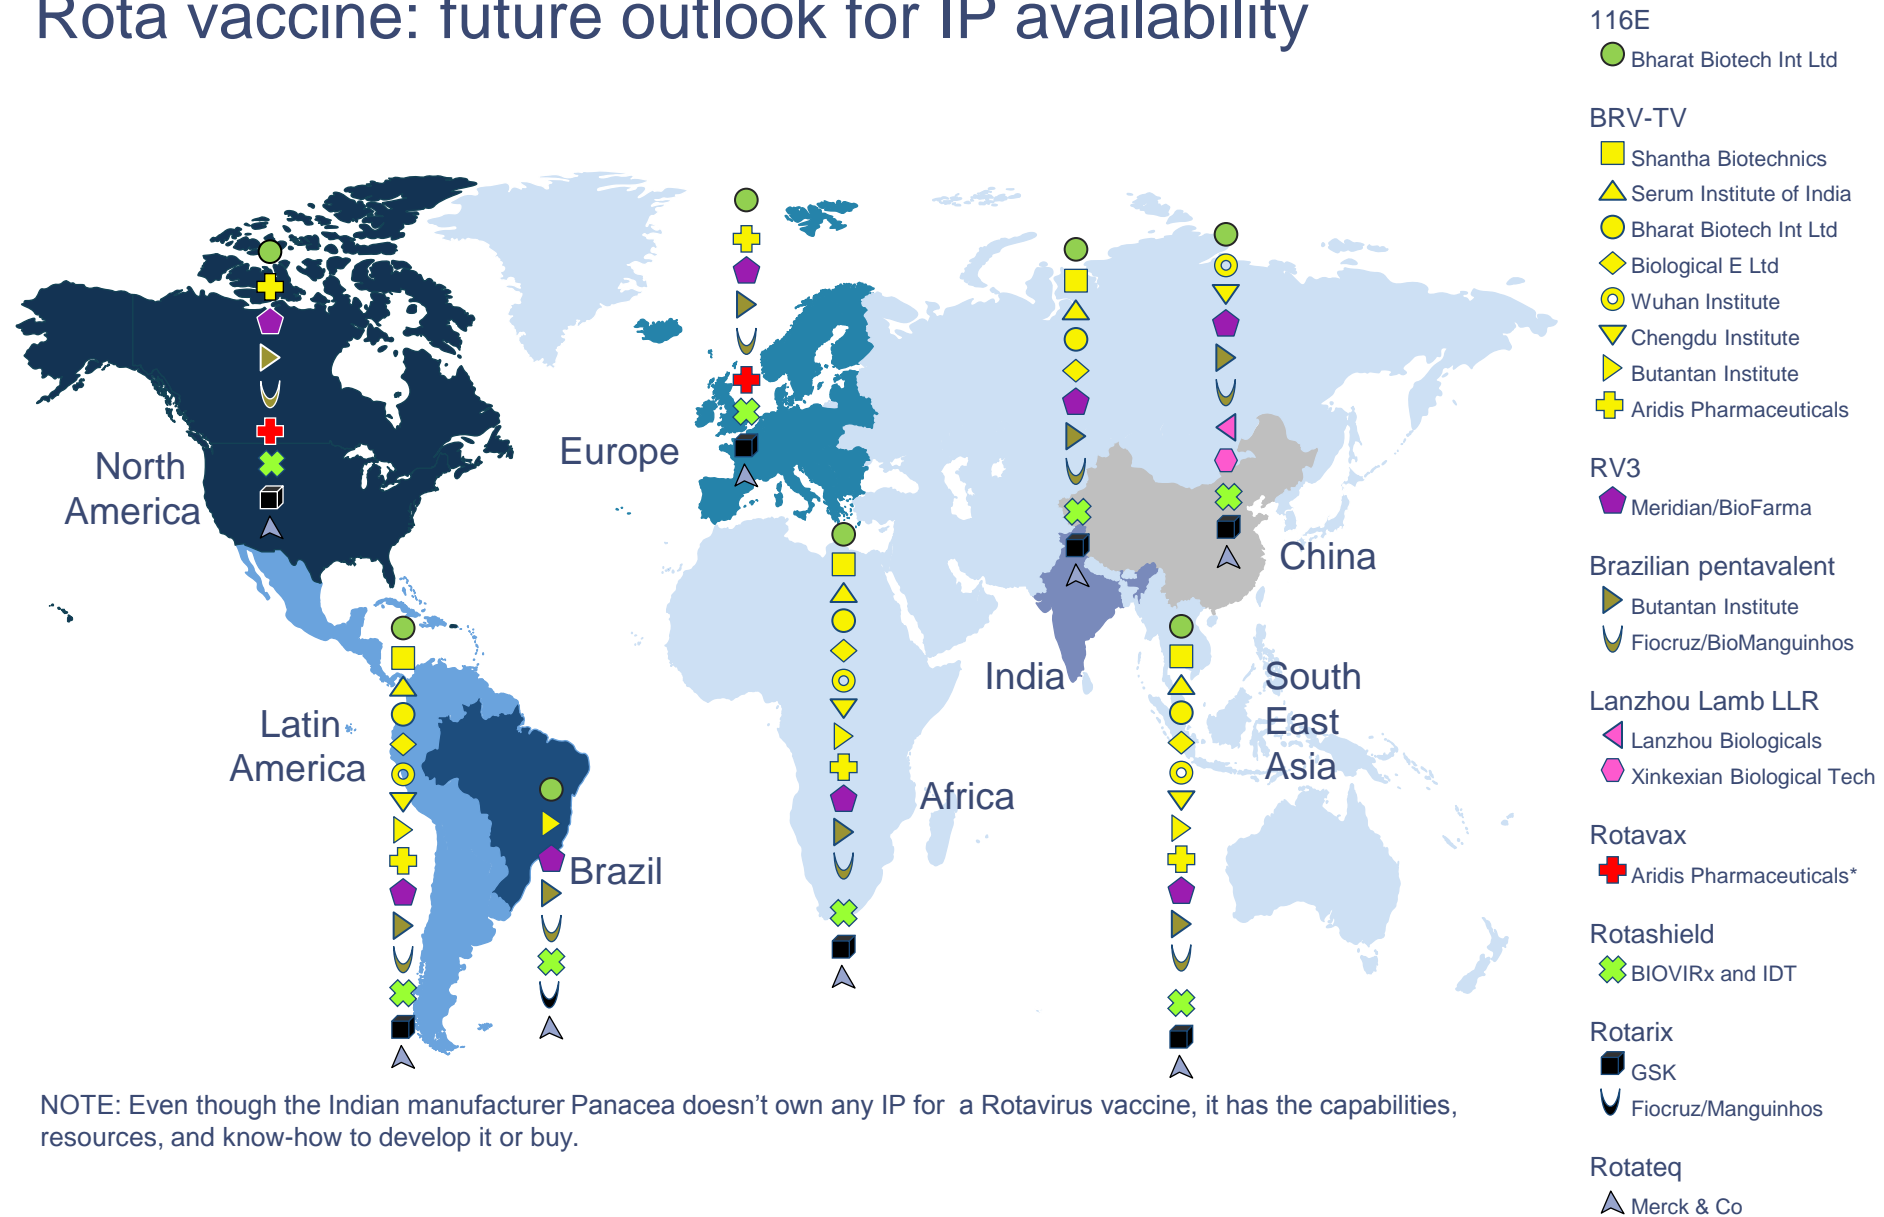 Rota vaccine: future outlook for IP availability
116E
Bharat Biotech Int Ltd
BRV-TV
Shantha Biotechnics
Serum Institute of India
Bharat Biotech Int Ltd
Biological E Ltd
Wuhan Institute
Chengdu Institute
Butantan Institute
Aridis Pharmaceuticals
RV3
Meridian/BioFarma
Brazilian pentavalent
Butantan Institute
Fiocruz/BioManguinhos
Lanzhou Lamb LLR
Lanzhou Biologicals
Xinkexian Biological Tech
Rotavax
Aridis Pharmaceuticals*
Rotashield
BIOVIRx and IDT
Rotarix
GSK
Fiocruz/Manguinhos
Rotateq
Merck & Co
North
America
Europe
China
India
South
East
Asia
Latin
America
Africa
Brazil
NOTE: Even though the Indian manufacturer Panacea doesn't own any IP for  a Rotavirus vaccine, it has the capabilities,
resources, and know-how to develop it or buy.